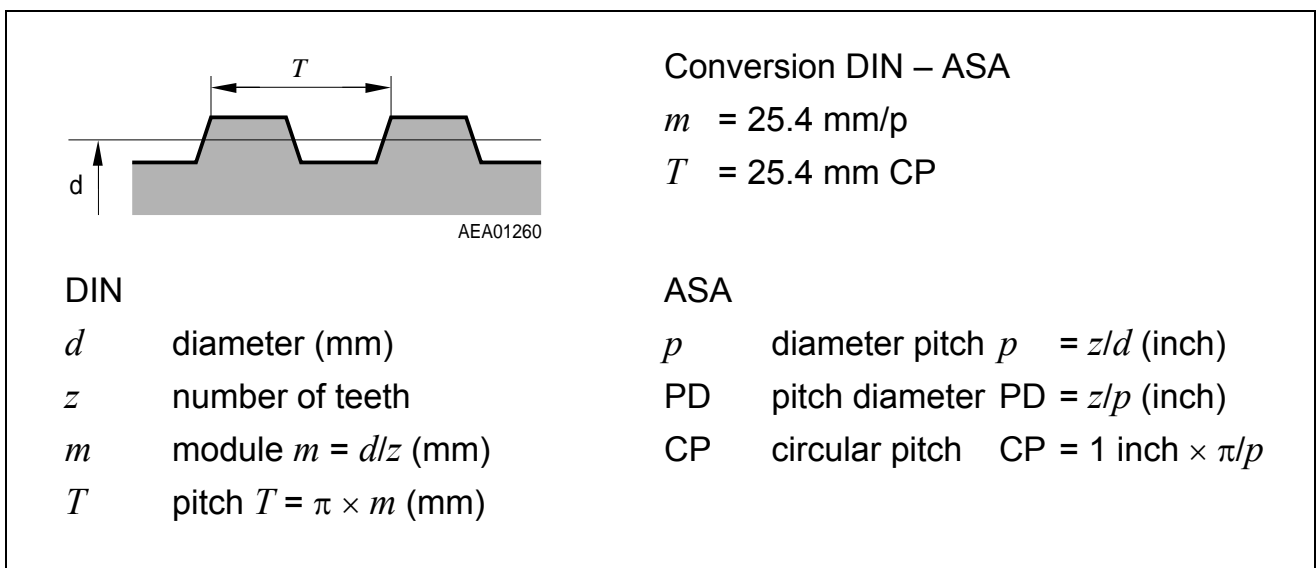 T
d
AEA01260
Conversion DIN – ASA
m = 25.4 mm/p
T = 25.4 mm CP
DIN
d diameter (mm)
z number of teeth
m module m = d/z (mm)
T pitch T = π × m (mm)
ASA
p diameter pitch p = z/d (inch)
PD pitch diameter PD = z/p (inch)
CP circular pitch CP = 1 inch × π/p